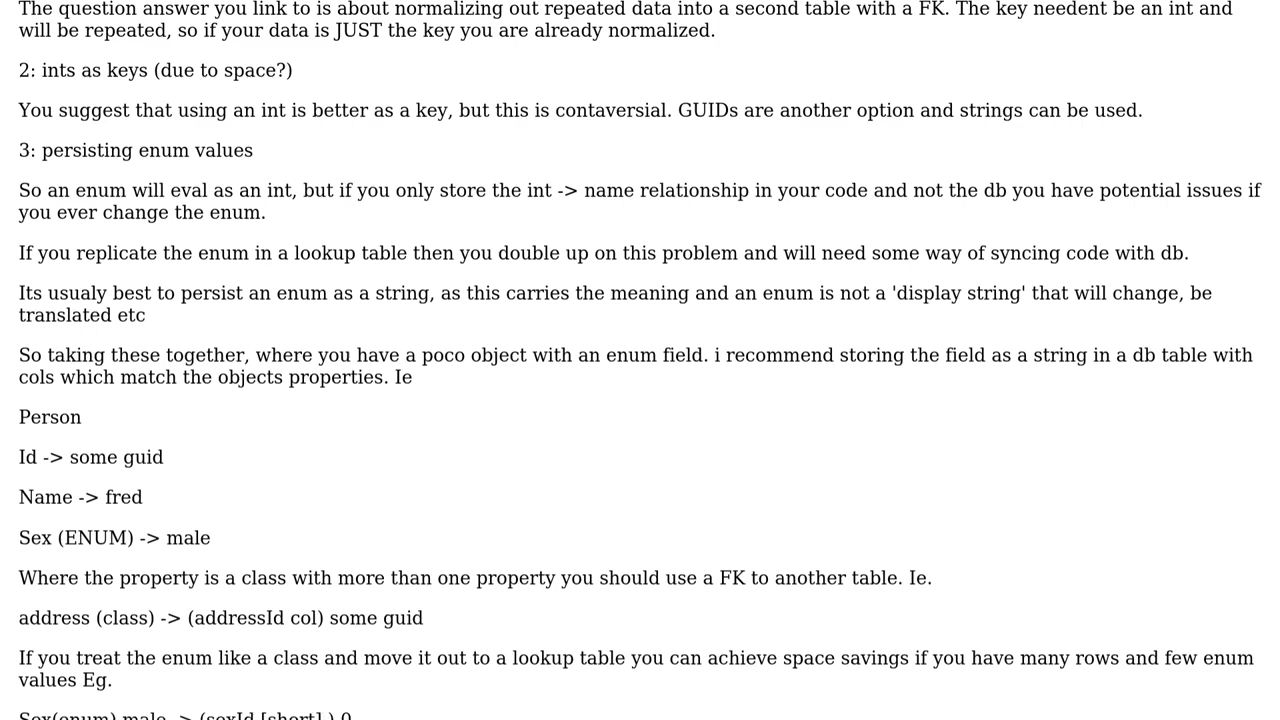 The question answer you link to is about normalizing out repeated data into a second table with a FK. The key needent be an int and
will be repeated, so if your data is JUST the key you are already normalized.
2: ints as keys (due to space?)
You suggest that using an int is better as a key, but this is contaversial. GUIDs are another option and strings can be used.
3: persisting enum values
So an enum will eval as an int, but if you only store the int -> name relationship in your code and not the db you have potential issues if
you ever change the enum.
If you replicate the enum in a lookup table then you double up on this problem and will need some way of syncing code with db.
Its usualy best to persist an enum as a string, as this carries the meaning and an enum is not a 'display string' that will change, be
translated etc
So taking these together, where you have a poco object with an enum field. i recommend storing the field as a string in a db table with
cols which match the objects properties. Ie
Person
Id -> some guid
Name -> fred
Sex (ENUM) -> male
Where the property is a class with more than one property you should use a FK to another table. Ie.
address (class) -> (addressId col) some guid
If you treat the enum like a class and move it out to a lookup table you can achieve space savings if you have many rows and few enum
values Eg.
Sex(enum) male -> (sexId [short] ) 0